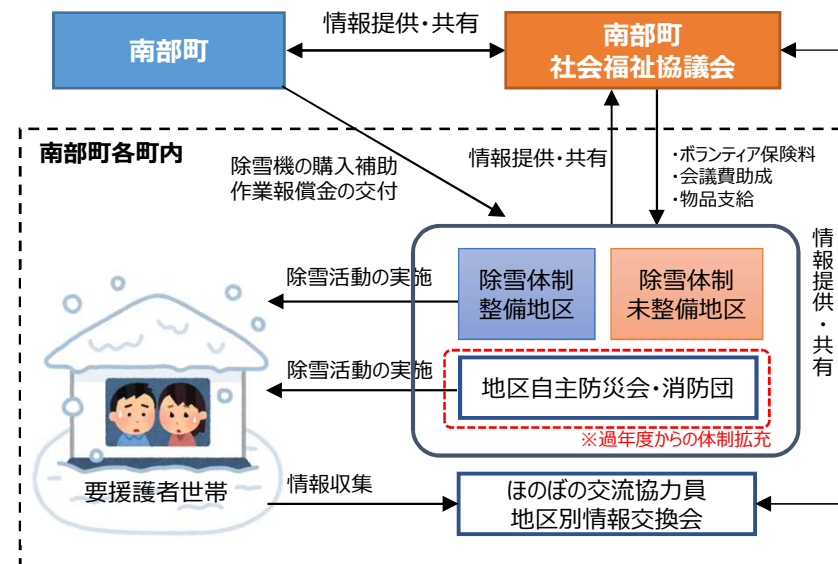 南部町
情報提供・共有
南部町
社会福祉協議会
南部町各町内
除雪機の購入補助
作業報償金の交付
情報提供・共有
・ボランティア保険料
・会議費助成
・物品支給
除雪活動の実施
除雪体制
整備地区
除雪体制
未整備地区
情報提供・共有
除雪活動の実施
地区自主防災会・消防団
※過年度からの体制拡充
要援護者世帯
情報収集
ほのぼの交流協力員
地区別情報交換会